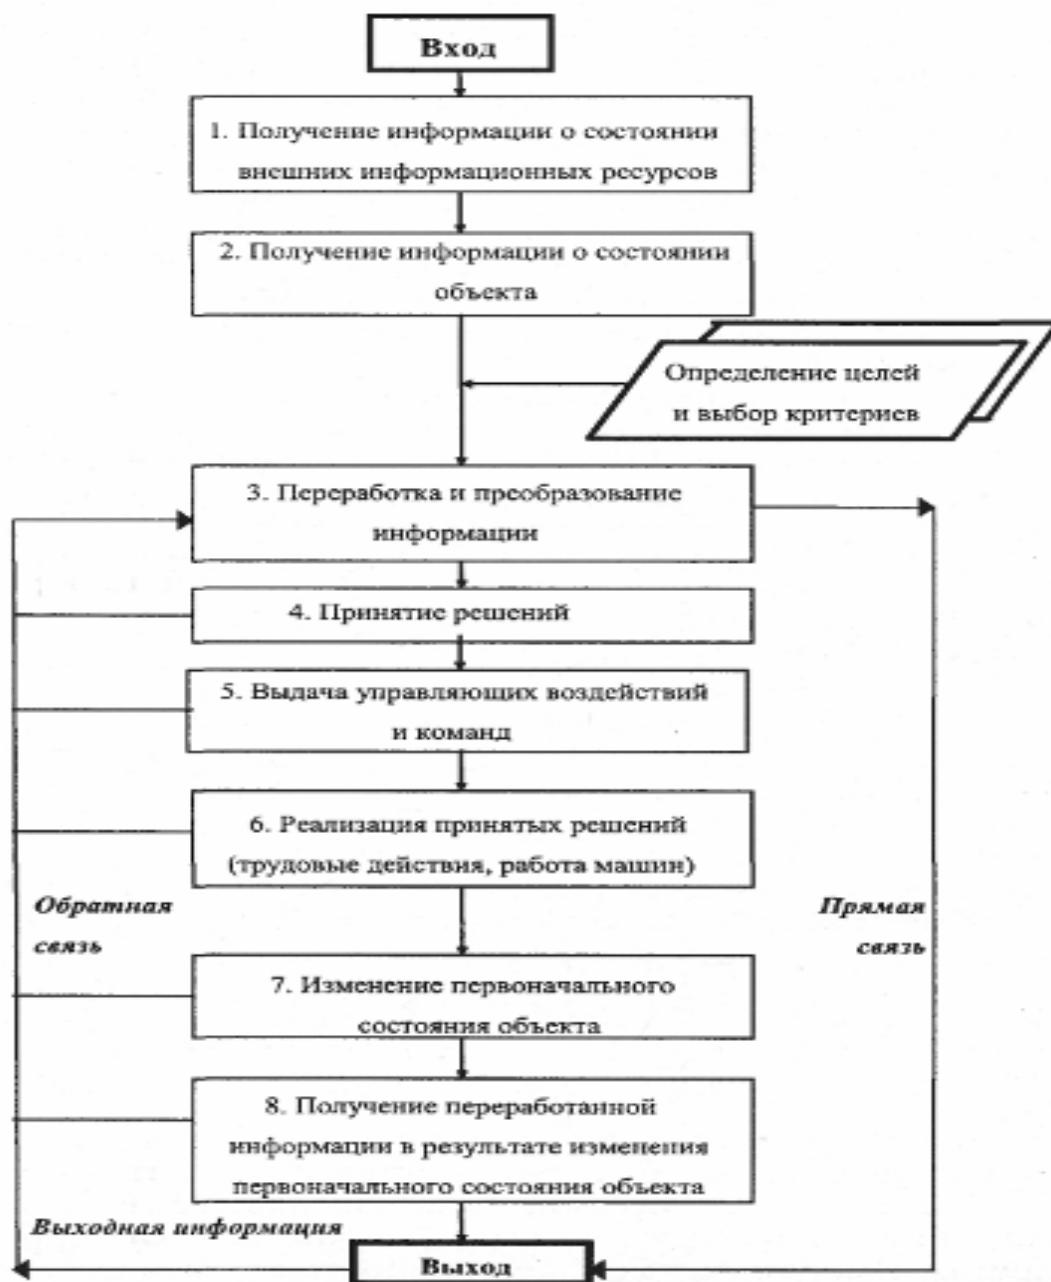 Вход
1. Получение информации о состоянии
внешних информационных ресурсов
2. Получение информации о состоянии
объекта
Определение целей
и выбор критериев
3. Переработка и преобразование
информации
4. Принятие решений
5. Выдача управляющих воздействий
и команд
6. Реализация принятых решений
(трудовые действия, работа машин)
Обратная
связь
Прямая
связь
7. Изменение первоначального
состояния объекта
8. Получение переработанной
информации в результате изменения
первоначального состояния объекта
Выходная информация
Выход